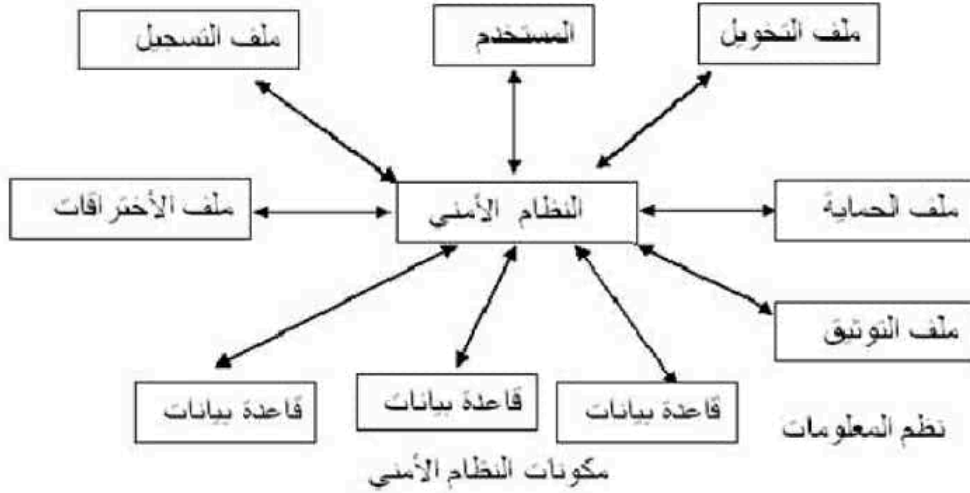 ملف التخويل
المستخدم
ملف التسجيل
ملف الحماية
النظام الأمني
ملف الأختراقات
ملف التوثيق
قاعدة بيانات
قاعدة بيانات
قاعدة بيانات
نظم المعلومات
مكونات النظام الأمني